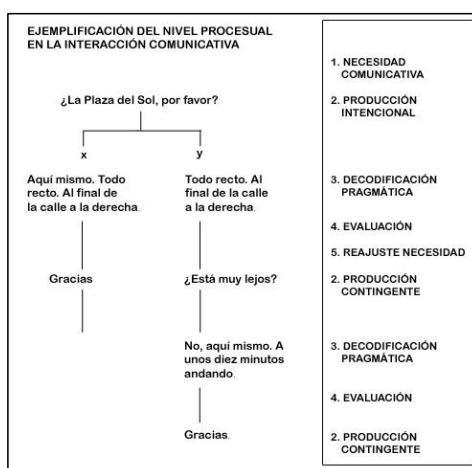 EJEMPLIFICACIÓN DEL NIVEL PROCESUAL
EN LA INTERACCIÓN COMUNICATIVA
¿La Plaza del Sol, por favor?
x
y
Aquí mismo. Todo
recto. Al final de
la calle a la derecha.
Todo recto. Al
final de la calle
a la derecha.
Gracias
¿Está muy lejos?
No, aquí mismo. A
unos diez minutos
andando.
Gracias.
1. NECESIDAD
COMUNICATIVA
2. PRODUCCIÓN
INTENCIONAL
3. DECODIFICACIÓN
PRAGMÁTICA
4. EVALUACIÓN
5. REAJUSTE NECESIDAD
2. PRODUCCIÓN
CONTINGENTE
3. DECODIFICACIÓN
PRAGMÁTICA
4. EVALUACIÓN
2. PRODUCCIÓN
CONTINGENTE